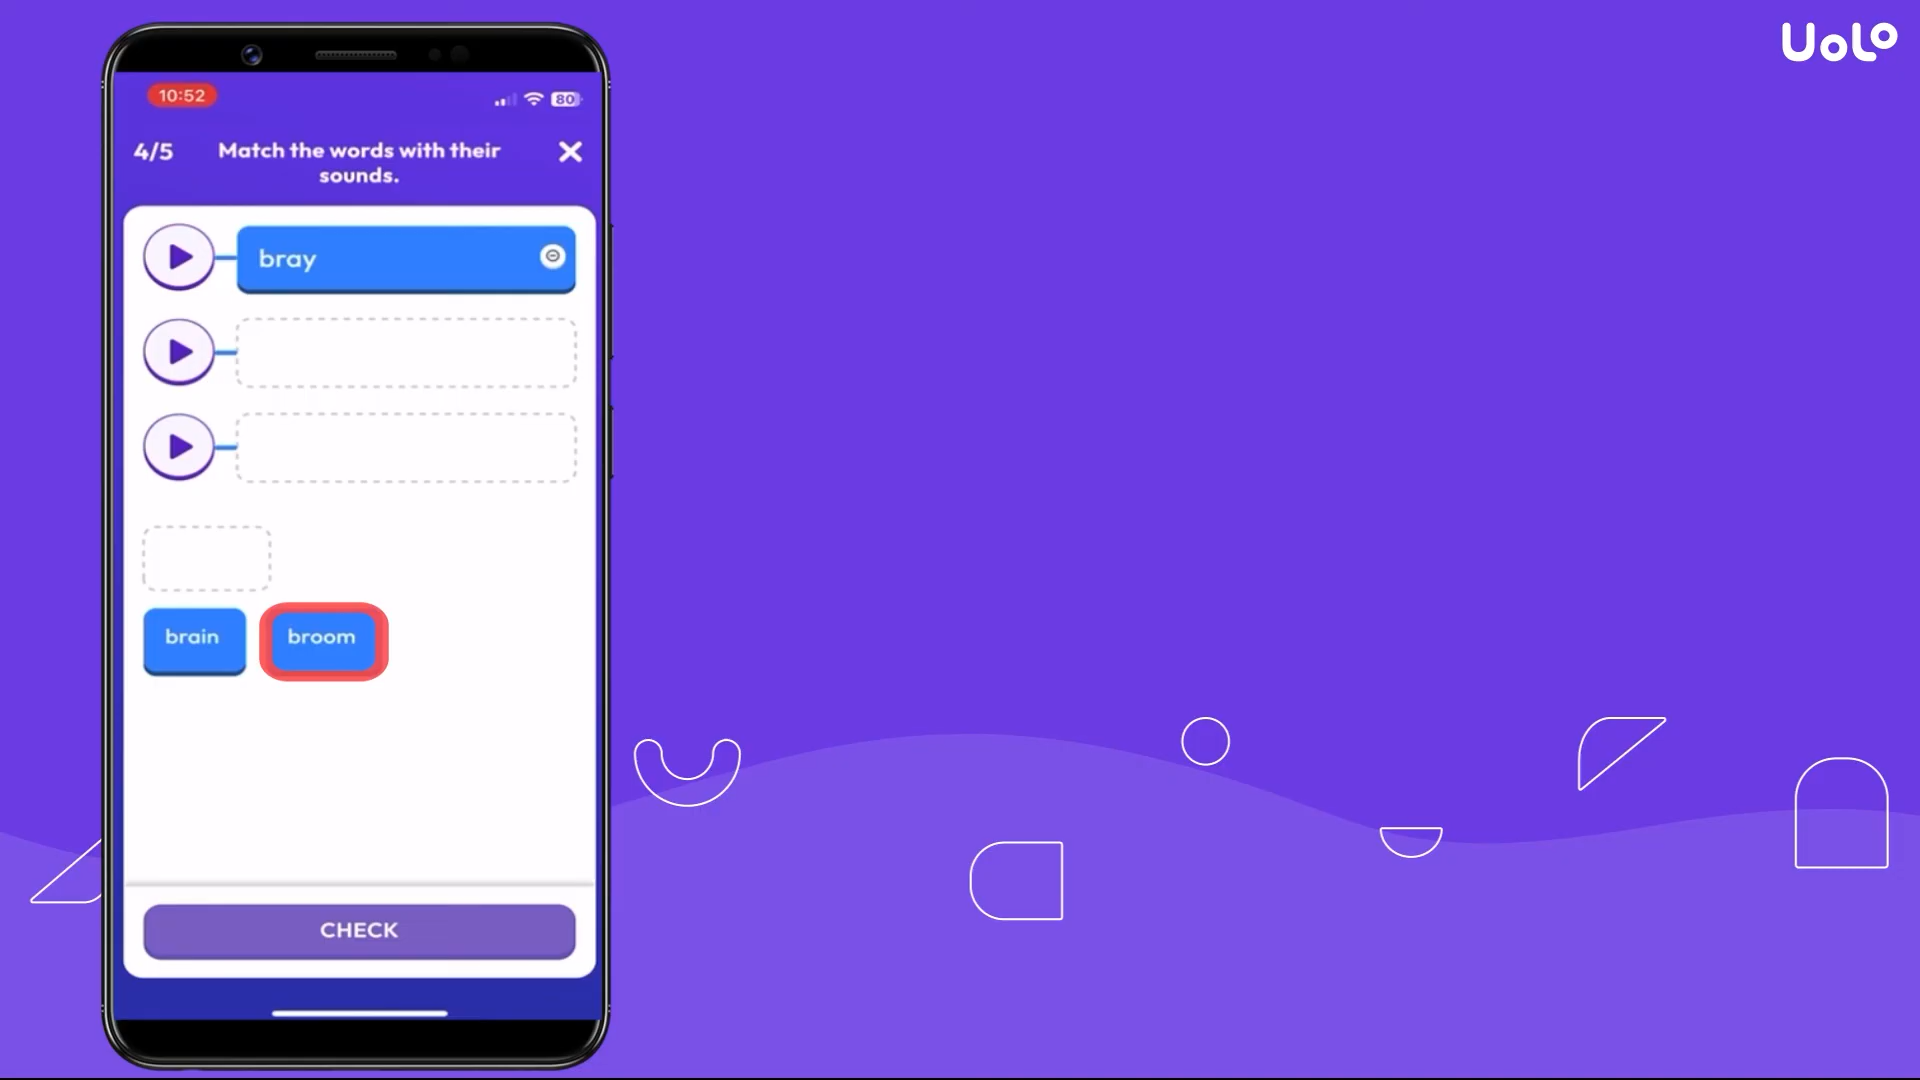 UOLO
10:52
80
4/5
Match the words with their
sounds.
bray
brain
broom
CHECK